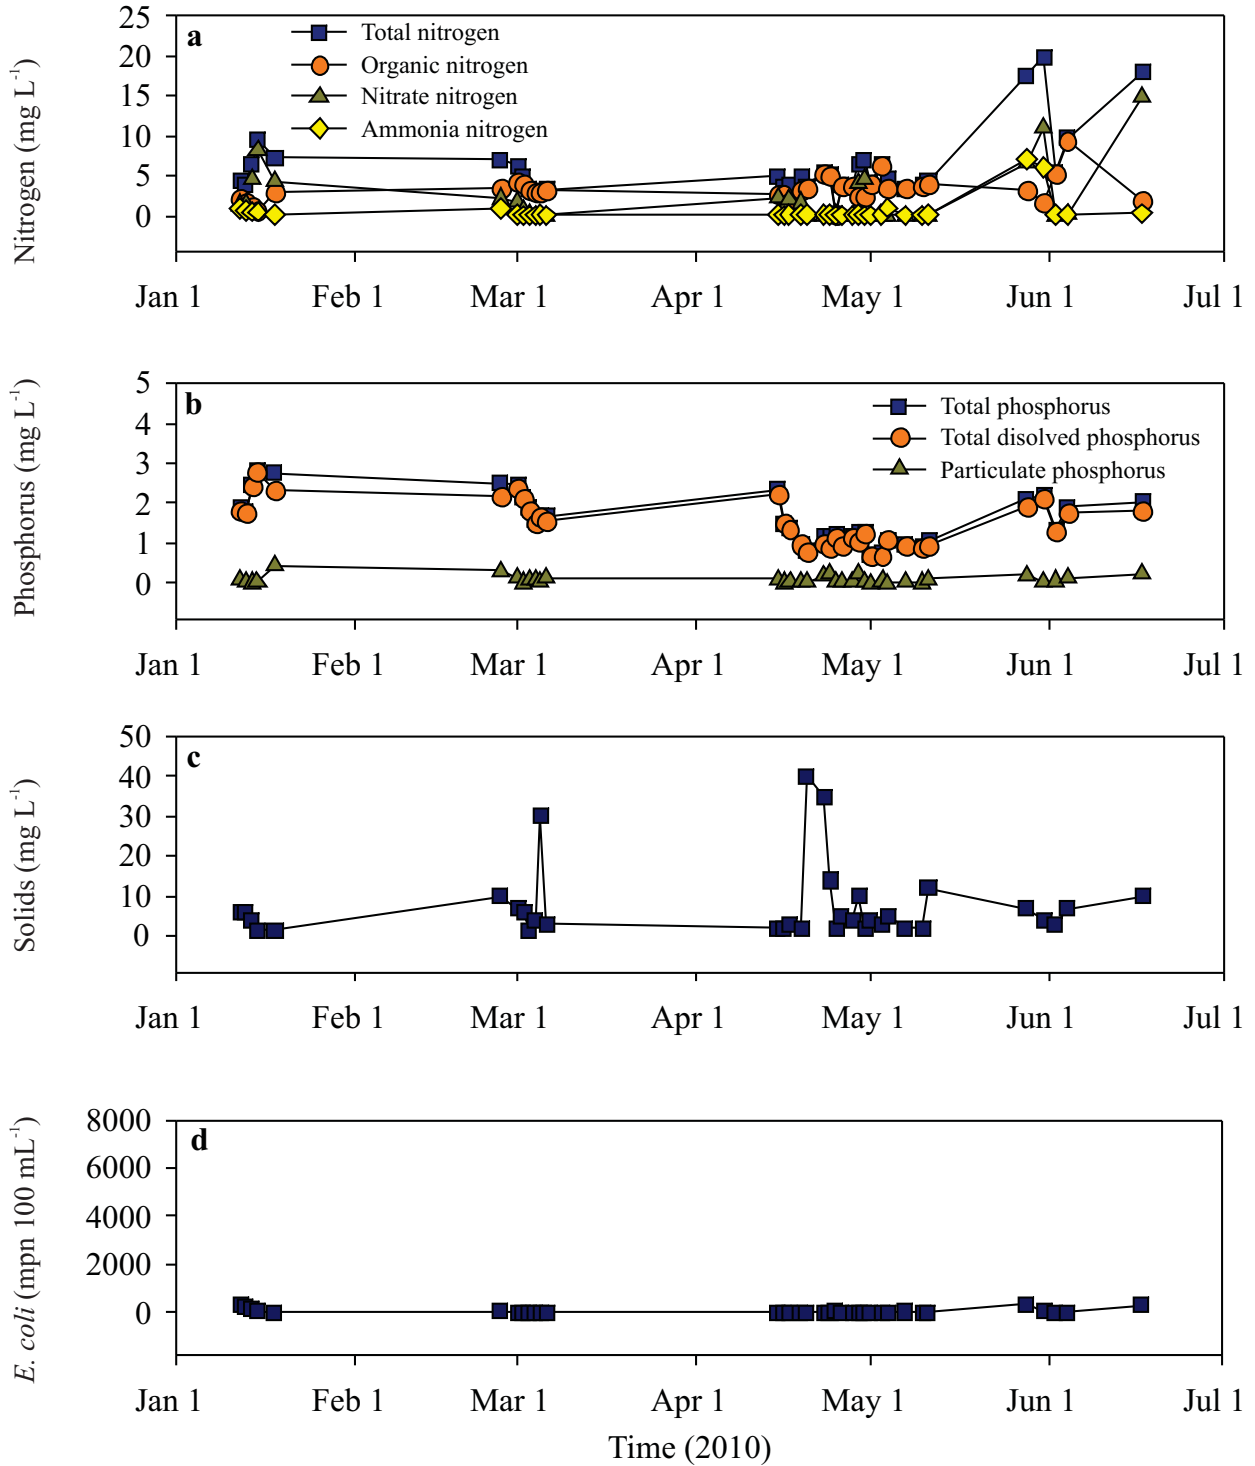 a
Total nitrogen
Organic nitrogen
Nitrate nitrogen
Ammonia nitrogen
Nitrogen (mg L⁻¹)
25
20
15
10
5
0
Jan 1 Feb 1 Mar 1 Apr 1 May 1 Jun 1 Jul 1
b
Total phosphorus
Total disolved phosphorus
Particulate phosphorus
Phosphorus (mg L⁻¹)
5
4
3
2
1
0
Jan 1 Feb 1 Mar 1 Apr 1 May 1 Jun 1 Jul 1
c
Solids (mg L⁻¹)
50
40
30
20
10
0
Jan 1 Feb 1 Mar 1 Apr 1 May 1 Jun 1 Jul 1
d
E. coli (mpn 100 mL⁻¹)
8000
6000
4000
2000
0
Jan 1 Feb 1 Mar 1 Apr 1 May 1 Jun 1 Jul 1
Time (2010)